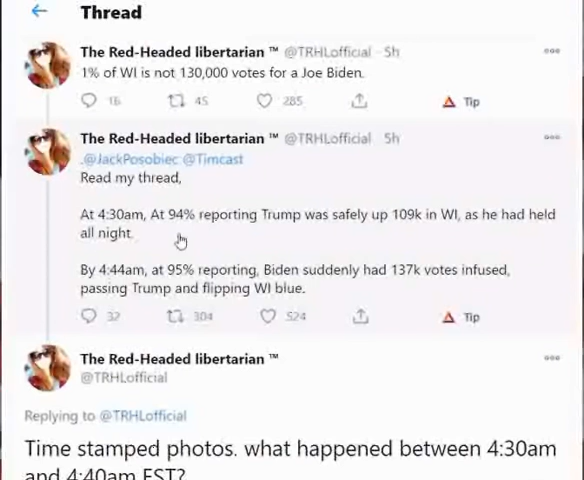 Thread
The Red-Headed libertarian ™ @TRHLofficial · 5h
1% of WI is not 130,000 votes for a Joe Biden.
16 45 285 Tip
The Red-Headed libertarian ™ @TRHLofficial · 5h
.@JackPosobiec @Timcast
Read my thread,
At 4:30am, At 94% reporting Trump was safely up 109k in WI, as he had held
all night.
By 4:44am, at 95% reporting, Biden suddenly had 137k votes infused,
passing Trump and flipping WI blue.
32 304 524 Tip
The Red-Headed libertarian ™
@TRHLofficial
Replying to @TRHLofficial
Time stamped photos. what happened between 4:30am
and 4:40am EST?